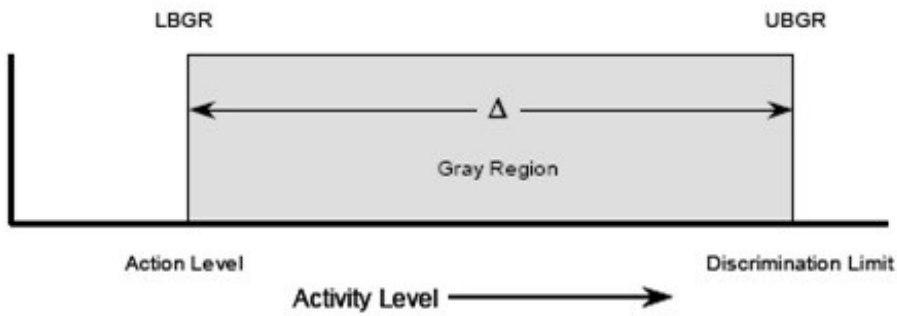 LBGR UBGR
Δ
Gray Region
Action Level Discrimination Limit
Activity Level